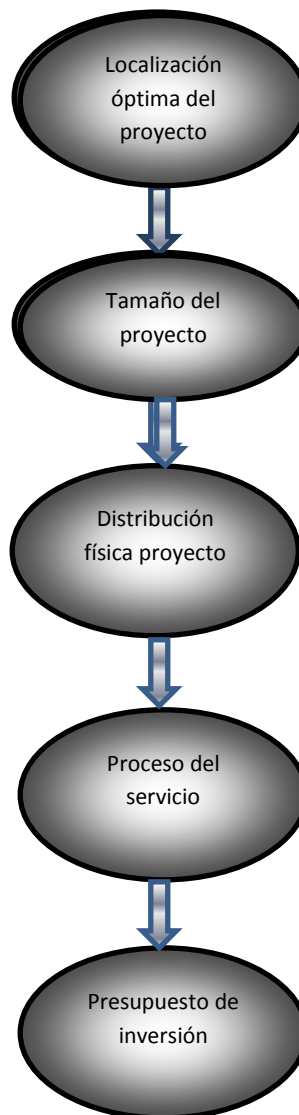 Localización
óptima del
proyecto
Tamaño del
proyecto
Distribución
física proyecto
Proceso del
servicio
Presupuesto de
inversión